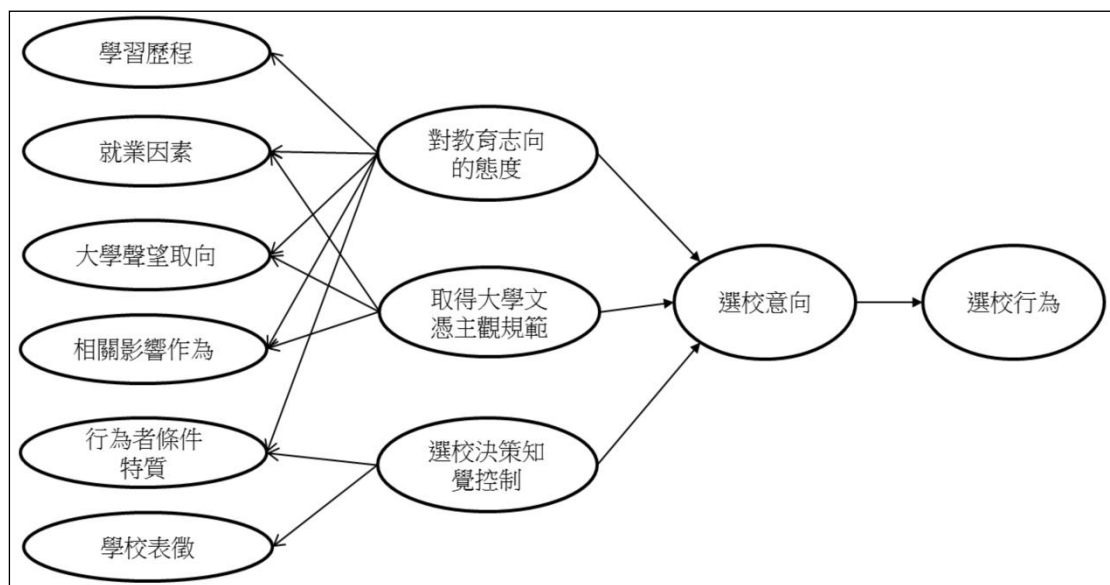 學習歷程
就業因素
大學聲望取向
相關影響作為
行為者條件
特質
學校表徵
對教育志向
的態度
取得大學文
憑主觀規範
選校決策知
覺控制
選校意向
選校行為